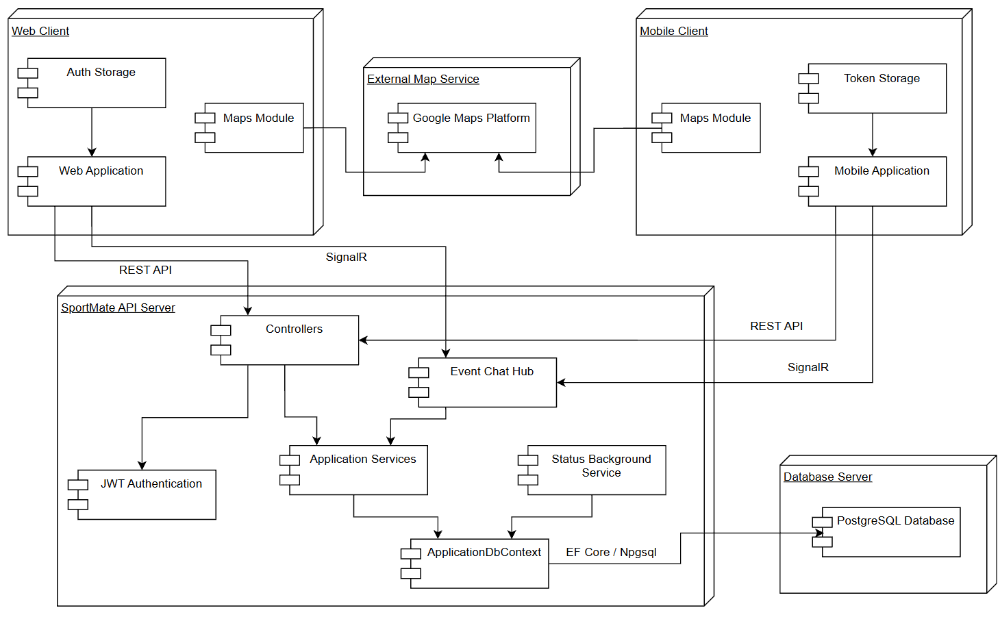 Web Client
Auth Storage
Maps Module
Web Application
External Map Service
Google Maps Platform
Mobile Client
Token Storage
Maps Module
Mobile Application
REST API
SignalR
SportMate API Server
Controllers
REST API
Event Chat Hub
SignalR
Application Services
Status Background
Service
JWT Authentication
Database Server
PostgreSQL Database
ApplicationDbContext
EF Core / Npgsql